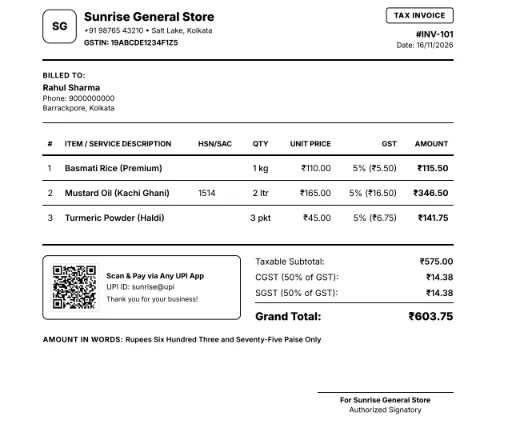 SG
Sunrise General Store
+91 98765 43210 • Salt Lake, Kolkata
GSTIN: 19ABCDE1234F1Z5
TAX INVOICE
#INV-101
Date: 16/11/2026
BILLED TO:
Rahul Sharma
Phone: 9000000000
Barrackpore, Kolkata
# ITEM / SERVICE DESCRIPTION HSN/SAC QTY UNIT PRICE GST AMOUNT
1 Basmati Rice (Premium) 1 kg ₹110.00 5% (₹5.50) ₹115.50
2 Mustard Oil (Kachi Ghani) 1514 2 ltr ₹165.00 5% (₹16.50) ₹346.50
3 Turmeric Powder (Haldi) 3 pkt ₹45.00 5% (₹6.75) ₹141.75
Scan & Pay via Any UPI App
UPI ID: sunrise@upi
Thank you for your business!
Taxable Subtotal: ₹575.00
CGST (50% of GST): ₹14.38
SGST (50% of GST): ₹14.38
Grand Total: ₹603.75
AMOUNT IN WORDS: Rupees Six Hundred Three and Seventy-Five Paise Only
For Sunrise General Store
Authorized Signatory